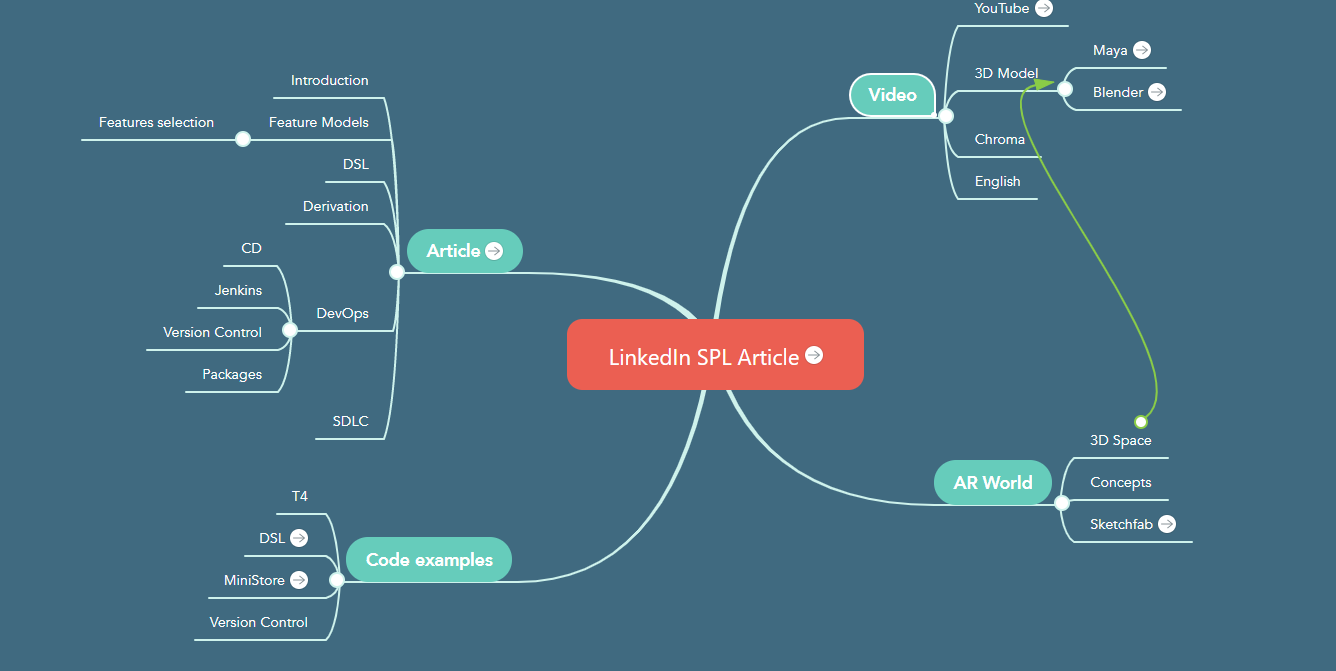 LinkedIn SPL Article
Article
Introduction
Feature Models
Features selection
DSL
Derivation
DevOps
CD
Jenkins
Version Control
Packages
SDLC
Code examples
T4
DSL
MiniStore
Version Control
Video
YouTube
3D Model
Maya
Blender
Chroma
English
AR World
3D Space
Concepts
Sketchfab